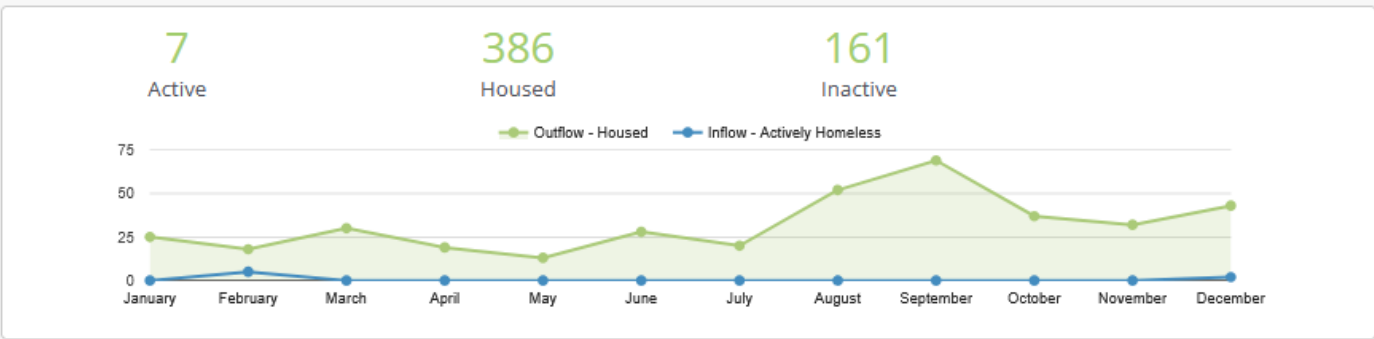 7 386 161
Active Housed Inactive
Outflow - Housed Inflow - Actively Homeless
75
50
25
0
January February March April May June July August September October November December